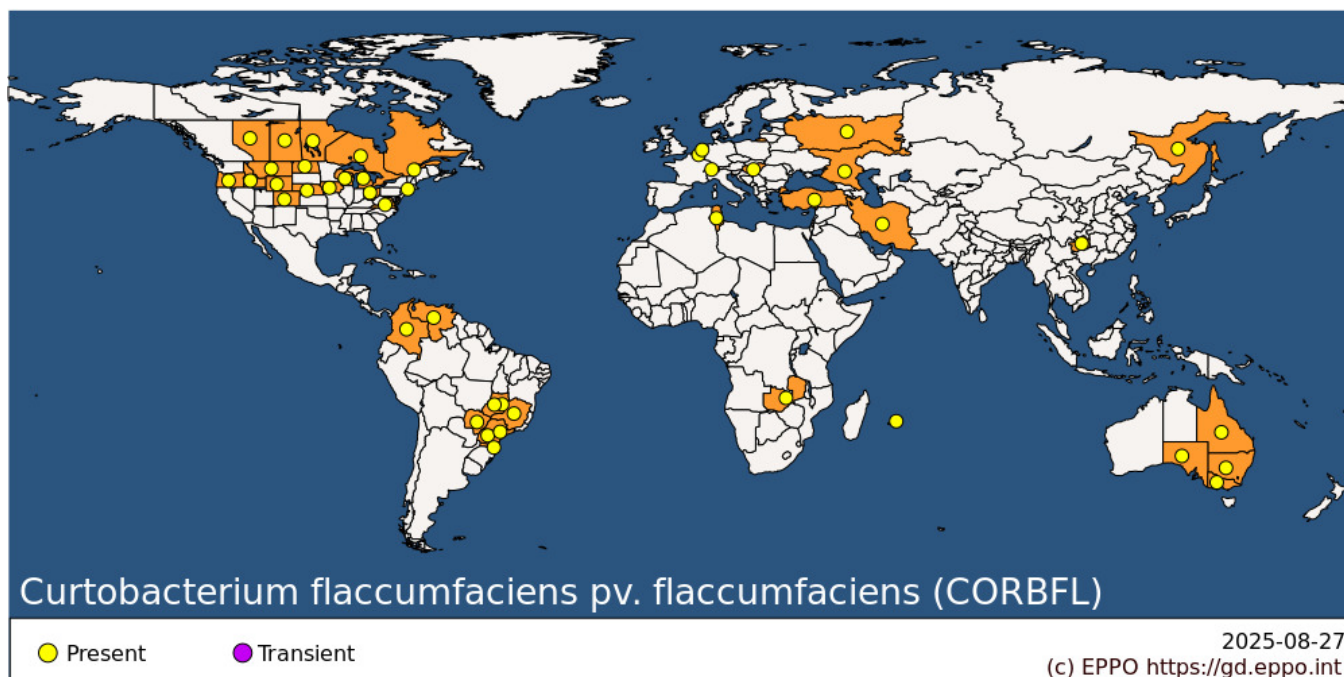 Curtobacterium flaccumfaciens pv. flaccumfaciens (CORBFL)
Present
Transient
2025-08-27
(c) EPPO https://gd.eppo.int